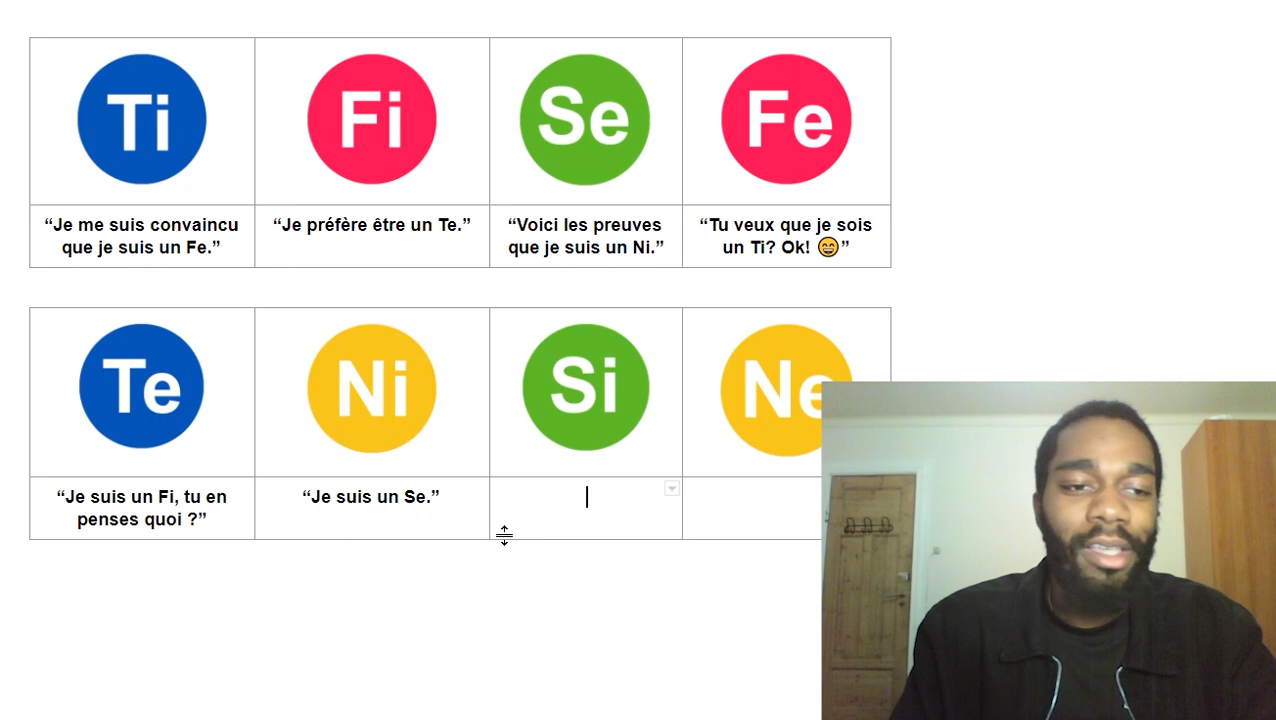 Ti Fi Se Fe
“Je me suis convaincu
que je suis un Fe.”
“Je préfère être un Te.”
“Voici les preuves
que je suis un Ni.”
“Tu veux que je sois
un Ti? Ok! 😄”
Te Ni Si Ne
“Je suis un Fi, tu en
penses quoi ?”
“Je suis un Se.”